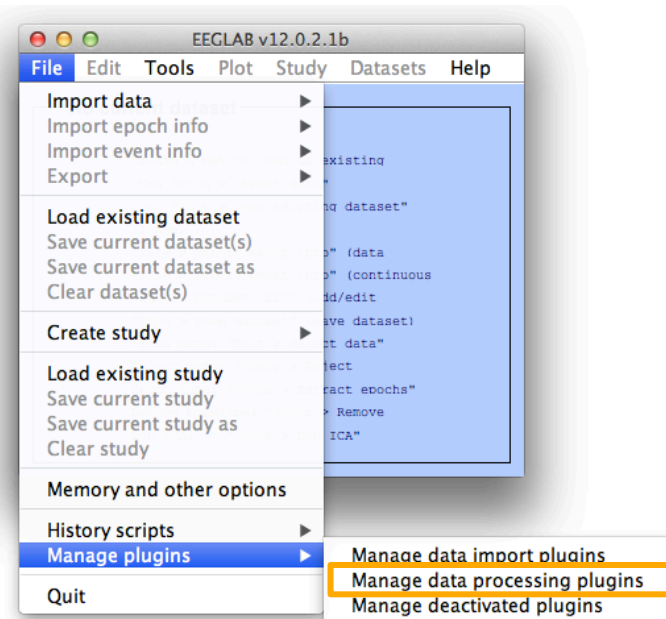 EEGLAB v12.0.2.1b
File Edit Tools Plot Study Datasets Help
Import data
Import epoch info
Import event info
Export
Load existing dataset
Save current dataset(s)
Save current dataset as
Clear dataset(s)
Create study
Load existing study
Save current study
Save current study as
Clear study
Memory and other options
History scripts
Manage plugins
Quit
existing
dataset"
(data
(continuous
dd/edit
ave dataset)
data"
ject
ract epochs"
> Remove
ICA"
Manage data import plugins
Manage data processing plugins
Manage deactivated plugins